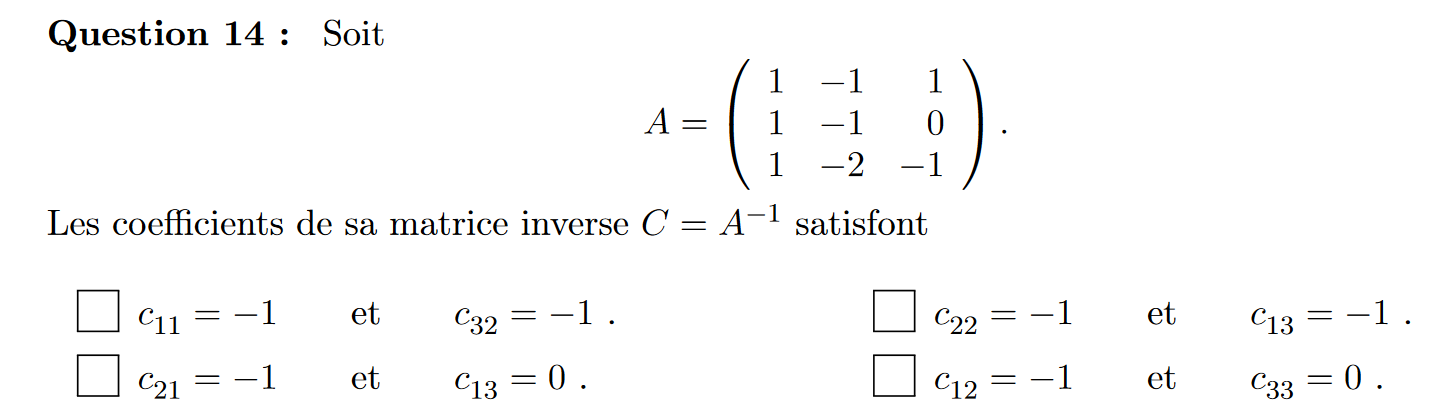 Question 14 : Soit
A = ( 1 −1 1
1 −1 0
1 −2 −1 ) .
Les coefficients de sa matrice inverse C = A⁻¹ satisfont
☐ c₁₁ = −1 et c₃₂ = −1 . ☐ c₂₂ = −1 et c₁₃ = −1 .
☐ c₂₁ = −1 et c₁₃ = 0 . ☐ c₁₂ = −1 et c₃₃ = 0 .